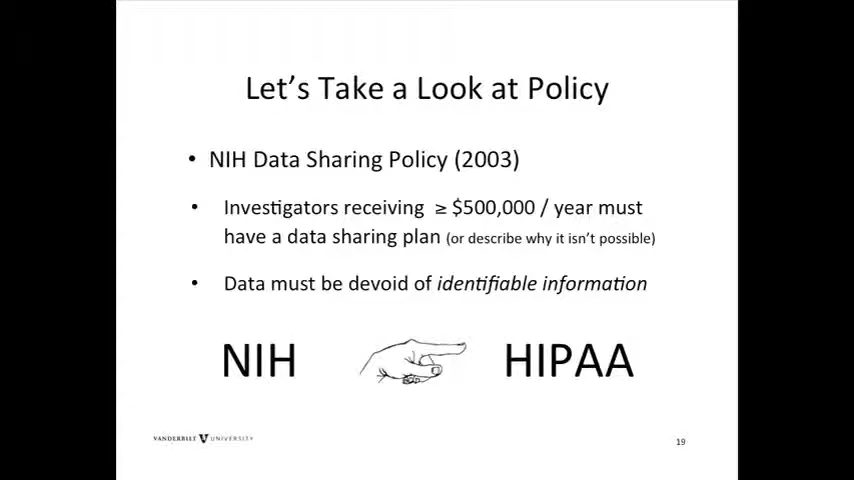 Let's Take a Look at Policy
• NIH Data Sharing Policy (2003)
• Investigators receiving ≥ $500,000 / year must
have a data sharing plan (or describe why it isn't possible)
• Data must be devoid of identifiable information
NIH HIPAA
VANDERBILT V UNIVERSITY
19